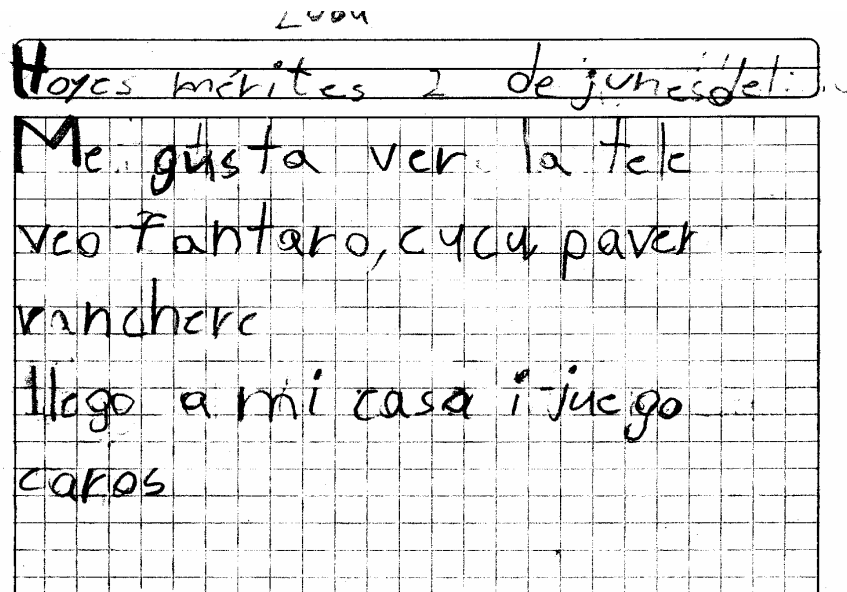 Hoyes mérites 2 de junesdel
Me gusta ver la tele
veo Fantaro, cucu paver
ranchere
llego a mi casa i juego
caros